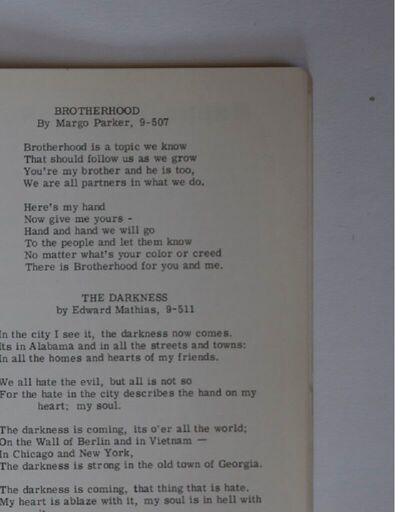 BROTHERHOOD
By Margo Parker, 9-507
Brotherhood is a topic we know
That should follow us as we grow
You're my brother and he is too,
We are all partners in what we do.
Here's my hand
Now give me yours -
Hand and hand we will go
To the people and let them know
No matter what's your color or creed
There is Brotherhood for you and me.
THE DARKNESS
by Edward Mathias, 9-511
In the city I see it, the darkness now comes.
Its in Alabama and in all the streets and towns:
In all the homes and hearts of my friends.
We all hate the evil, but all is not so
For the hate in the city describes the hand on my
heart; my soul.
The darkness is coming, its o'er all the world;
On the Wall of Berlin and in Vietnam —
In Chicago and New York,
The darkness is strong in the old town of Georgia.
The darkness is coming, that thing that is hate.
My heart is ablaze with it, my soul is in hell with